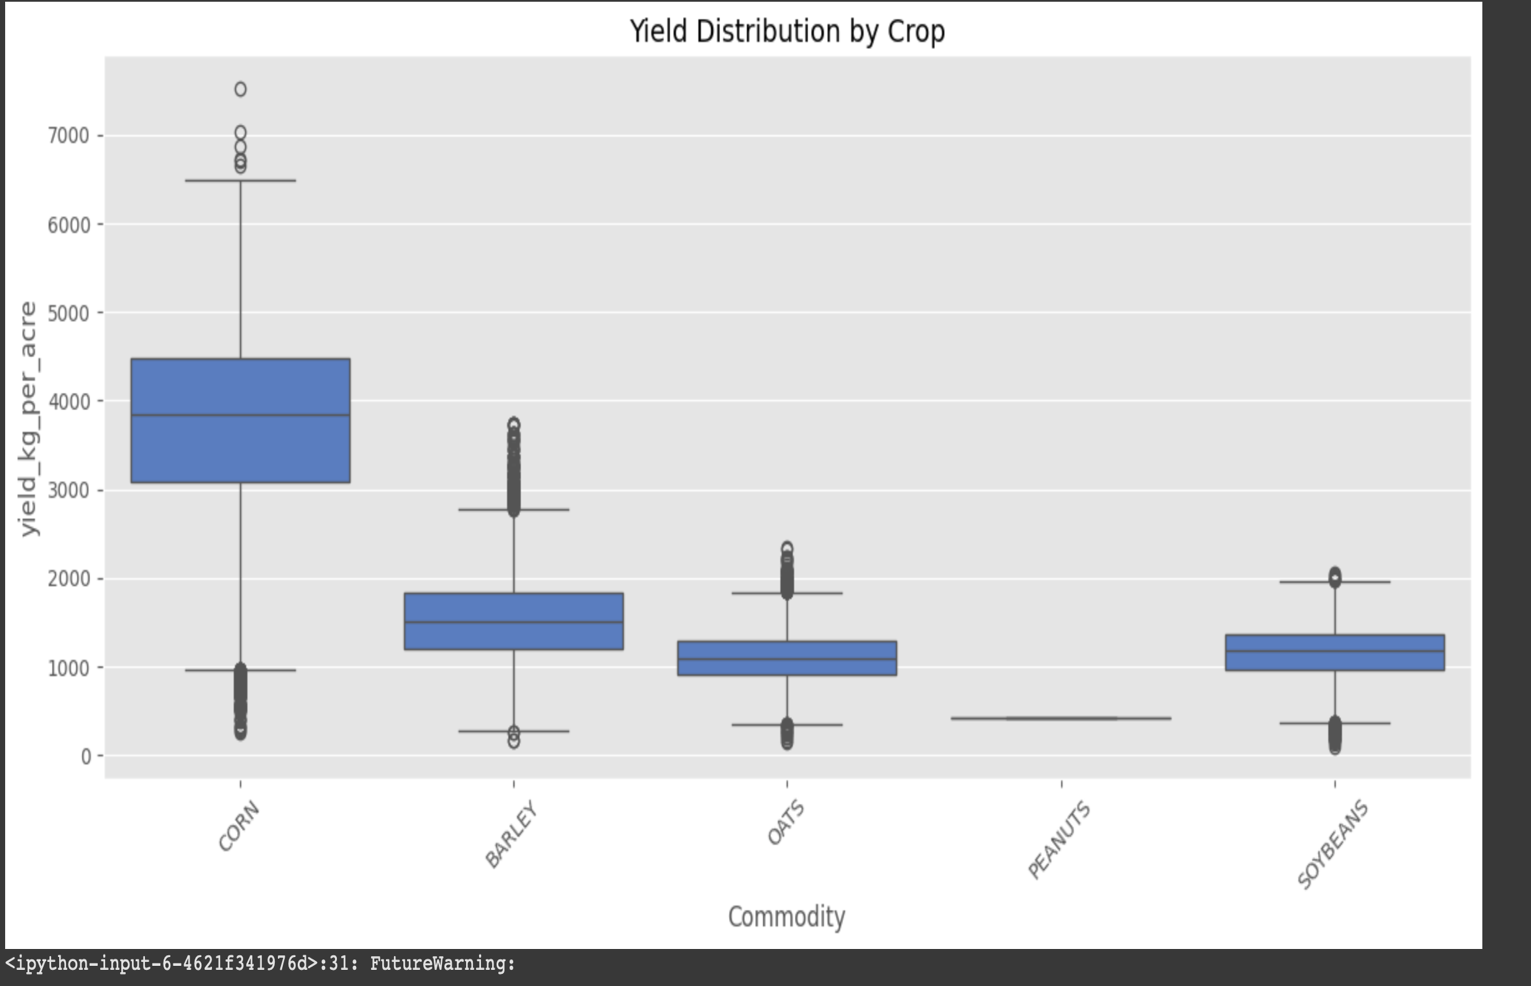 Yield Distribution by Crop
yield_kg_per_acre
7000
6000
5000
4000
3000
2000
1000
0
CORN
BARLEY
OATS
PEANUTS
SOYBEANS
Commodity
<ipython-input-6-4621f341976d>:31: FutureWarning: